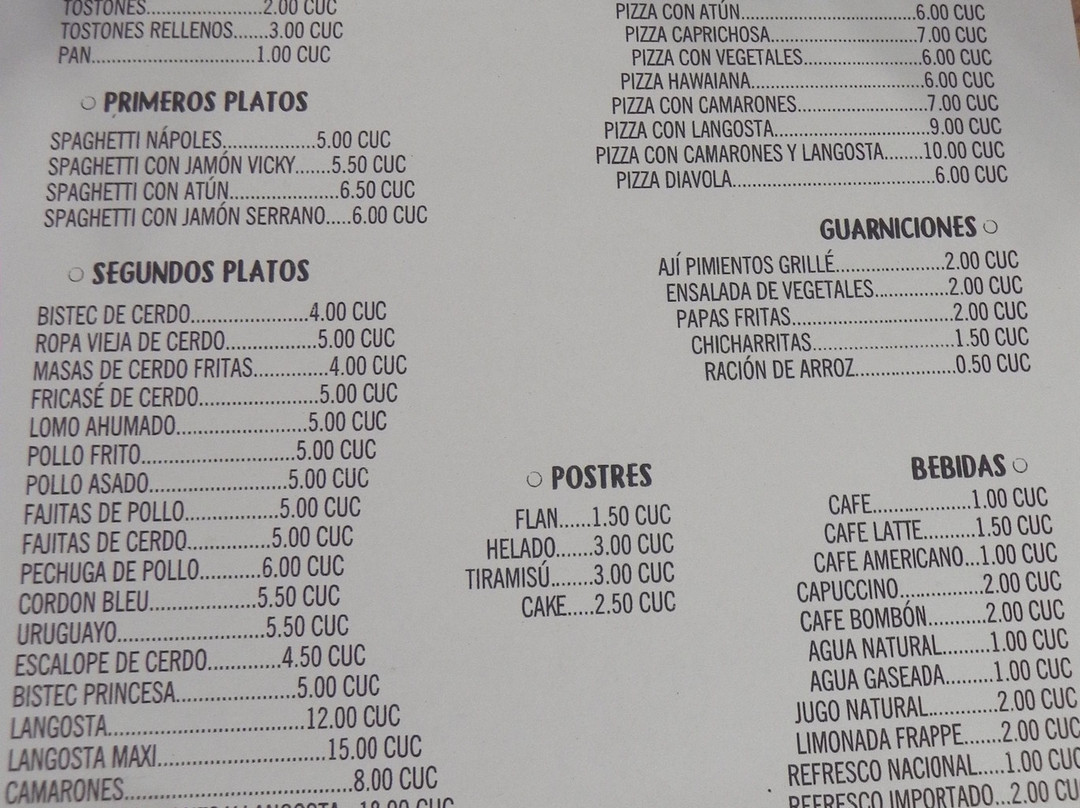 TOSTONES.......2.00 CUC
TOSTONES RELLENOS.......3.00 CUC
PAN..............................1.00 CUC
PRIMEROS PLATOS
SPAGHETTI NÁPOLES.................5.00 CUC
SPAGHETTI CON JAMÓN VICKY.......5.50 CUC
SPAGHETTI CON ATÚN....................6.50 CUC
SPAGHETTI CON JAMÓN SERRANO.....6.00 CUC
SEGUNDOS PLATOS
BISTEC DE CERDO......................4.00 CUC
ROPA VIEJA DE CERDO.................5.00 CUC
MASAS DE CERDO FRITAS.............4.00 CUC
FRICASÉ DE CERDO......................5.00 CUC
LOMO AHUMADO........................5.00 CUC
POLLO FRITO............................5.00 CUC
POLLO ASADO.........................5.00 CUC
FAJITAS DE POLLO.................5.00 CUC
FAJITAS DE CERDO...............5.00 CUC
PECHUGA DE POLLO...........6.00 CUC
CORDON BLEU...................5.50 CUC
URUGUAYO..........................5.50 CUC
ESCALOPE DE CERDO.............4.50 CUC
BISTEC PRINCESA.....................5.00 CUC
LANGOSTA...................................12.00 CUC
LANGOSTA MAXI.............................15.00 CUC
CAMARONES......................................8.00 CUC
LANGOSTA...18.00 CUC
PIZZA CON ATÚN..............................6.00 CUC
PIZZA CAPRICHOSA.........................7.00 CUC
PIZZA CON VEGETALES....................6.00 CUC
PIZZA HAWAIANA.............................6.00 CUC
PIZZA CON CAMARONES......................7.00 CUC
PIZZA CON LANGOSTA..........................9.00 CUC
PIZZA CON CAMARONES Y LANGOSTA.......10.00 CUC
PIZZA DIAVOLA...................................6.00 CUC
GUARNICIONES
AJÍ PIMIENTOS GRILLÉ...................2.00 CUC
ENSALADA DE VEGETALES.............2.00 CUC
PAPAS FRITAS............................2.00 CUC
CHICHARRITAS.........................1.50 CUC
RACIÓN DE ARROZ..................0.50 CUC
POSTRES
FLAN......1.50 CUC
HELADO.......3.00 CUC
TIRAMISÚ........3.00 CUC
CAKE.....2.50 CUC
BEBIDAS
CAFE...................1.00 CUC
CAFE LATTE..........1.50 CUC
CAFE AMERICANO...1.00 CUC
CAPUCCINO...............2.00 CUC
CAFE BOMBÓN...........2.00 CUC
AGUA NATURAL.........1.00 CUC
AGUA GASEADA.........1.00 CUC
JUGO NATURAL.............2.00 CUC
LIMONADA FRAPPE.......2.00 CUC
REFRESCO NACIONAL.....1.00 CUC
REFRESCO IMPORTADO..2.00 CU